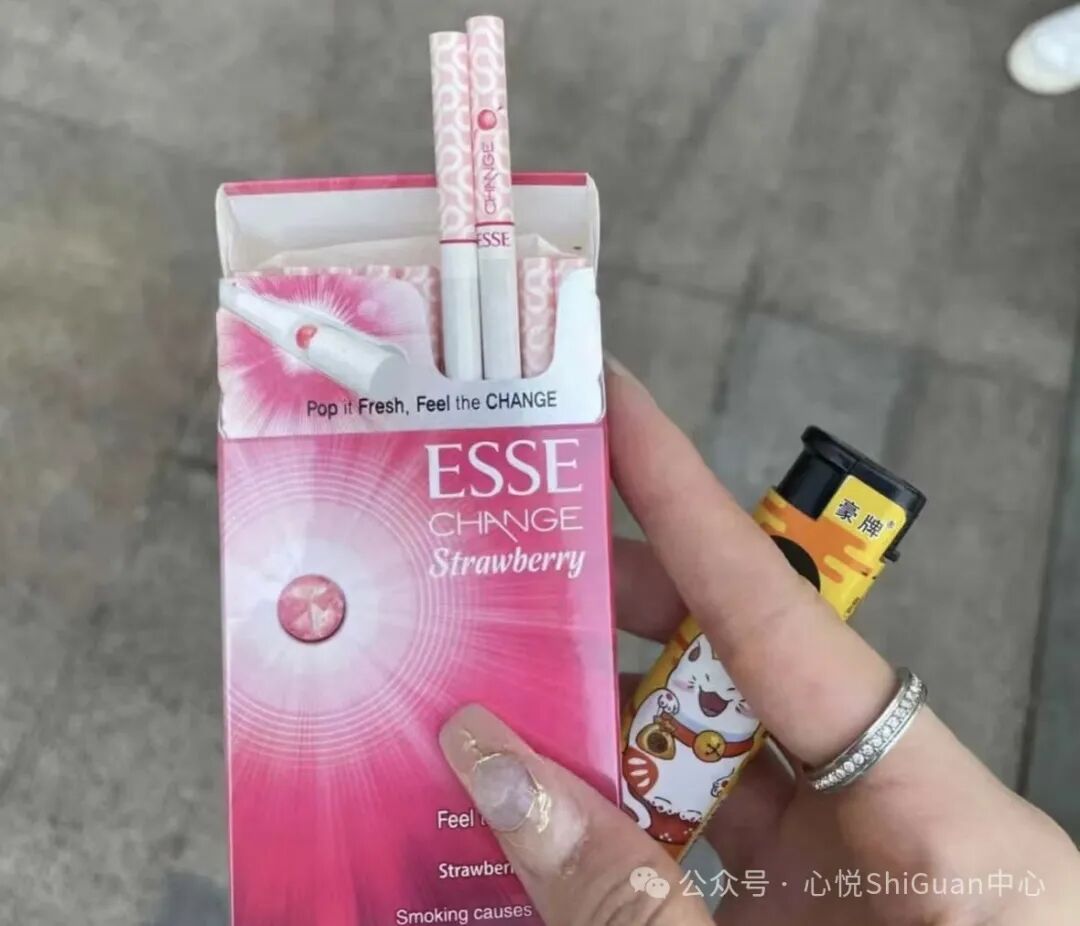 CHANGE
ESSE
Pop it Fresh, Feel the CHANGE
ESSE
CHANGE
Strawberry
豪牌
Feel
Smoking causes
公众号 · 心悦ShiGuan中心